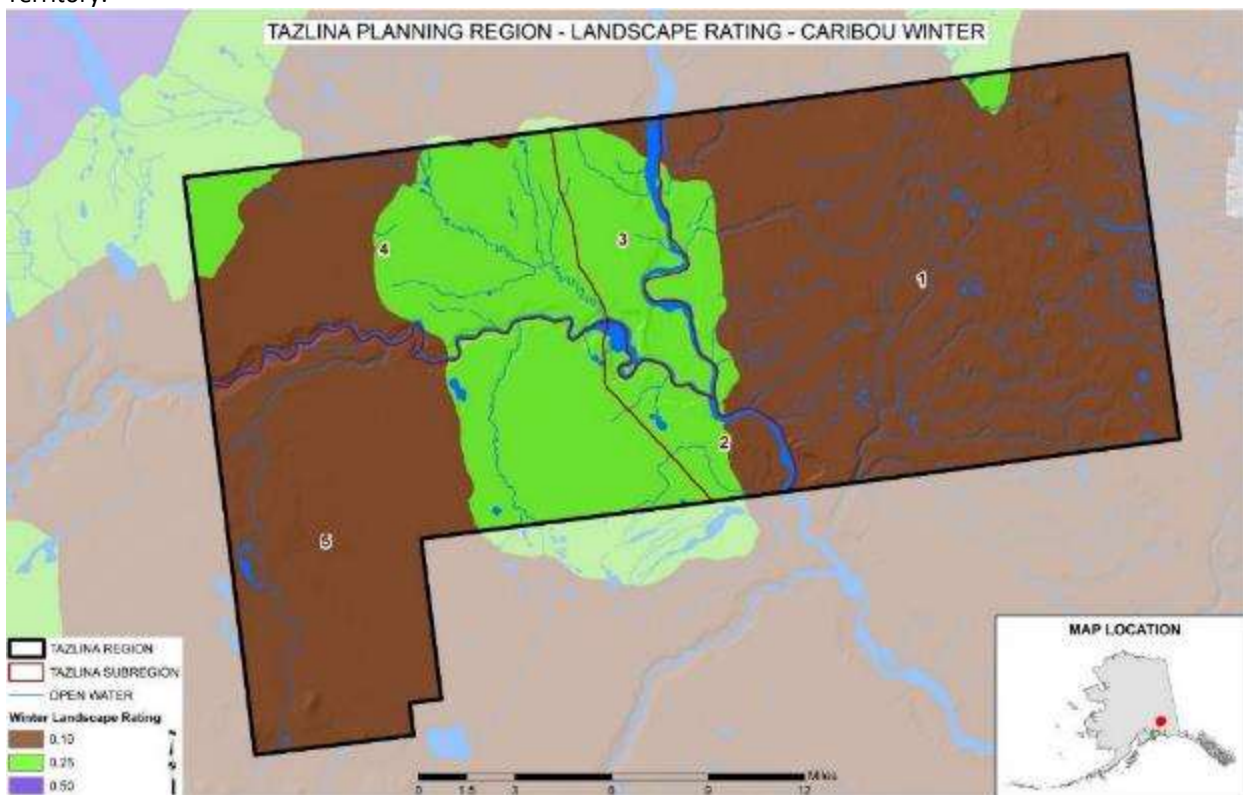 Territory.
TAZLINA PLANNING REGION - LANDSCAPE RATING - CARIBOU WINTER
3
4
1
2
5
TAZLINA REGION
TAZLINA SUBREGION
OPEN WATER
Winter Landscape Rating
0.10
0.25
0.50
0 1.5 3 6 9 12
Miles
MAP LOCATION